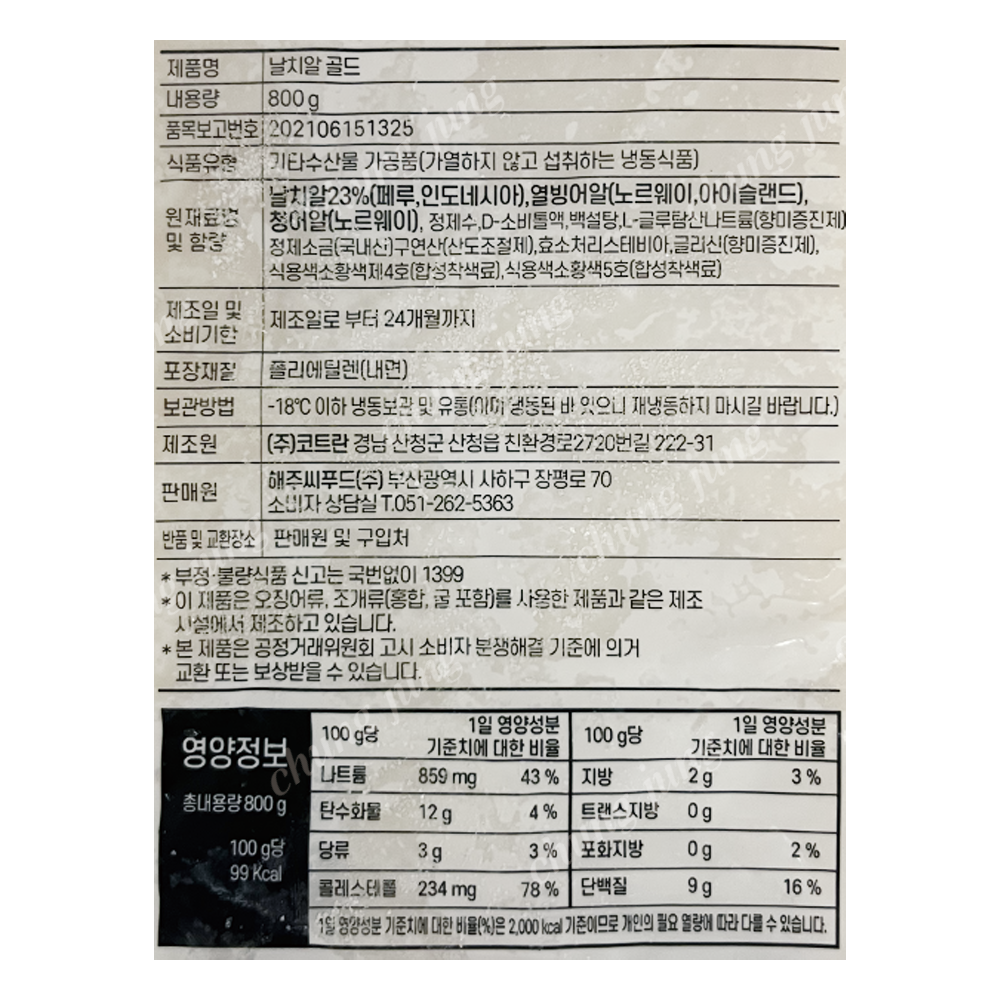 제품명 날치알 골드
내용량 800 g
품목보고번호 202106151325
식품유형 기타수산물 가공품(가열하지 않고 섭취하는 냉동식품)
원재료명 및 함량 날치알23%(페루,인도네시아),열빙어알(노르웨이,아이슬랜드),
청어알(노르웨이), 정제수,D-소비톨액,백설탕,L-글루탐산나트륨(향미증진제)
정제소금(국내산)구연산(산도조절제),효소처리스테비아,글리신(향미증진제),
식용색소황색제4호(합성착색료),식용색소황색5호(합성착색료)
제조일 및 소비기한 제조일로 부터 24개월까지
포장재질 폴리에틸렌(내면)
보관방법 -18℃ 이하 냉동보관 및 유통(이미 냉동된 바 있으니 재냉동하지 마시길 바랍니다.)
제조원 (주)코트란 경남 산청군 산청읍 친환경로2720번길 222-31
판매원 해주씨푸드(주) 부산광역시 사하구 장평로 70
소비자 상담실 T.051-262-5363
반품 및 교환장소 판매원 및 구입처
* 부정·불량식품 신고는 국번없이 1399
* 이 제품은 오징어류, 조개류(홍합, 굴 포함)를 사용한 제품과 같은 제조
시설에서 제조하고 있습니다.
* 본 제품은 공정거래위원회 고시 소비자 분쟁해결 기준에 의거
교환 또는 보상받을 수 있습니다.
영양정보
총내용량 800 g
100 g당
99 Kcal
100 g당 1일 영양성분 기준치에 대한 비율 100 g당 1일 영양성분 기준치에 대한 비율
나트륨 859 mg 43 % 지방 2 g 3 %
탄수화물 12 g 4 % 트랜스지방 0 g
당류 3 g 3 % 포화지방 0 g 2 %
콜레스테롤 234 mg 78 % 단백질 9 g 16 %
1일 영양성분 기준치에 대한 비율(%)은 2,000 kcal 기준이므로 개인의 필요 열량에 따라 다를 수 있습니다.
chung jung